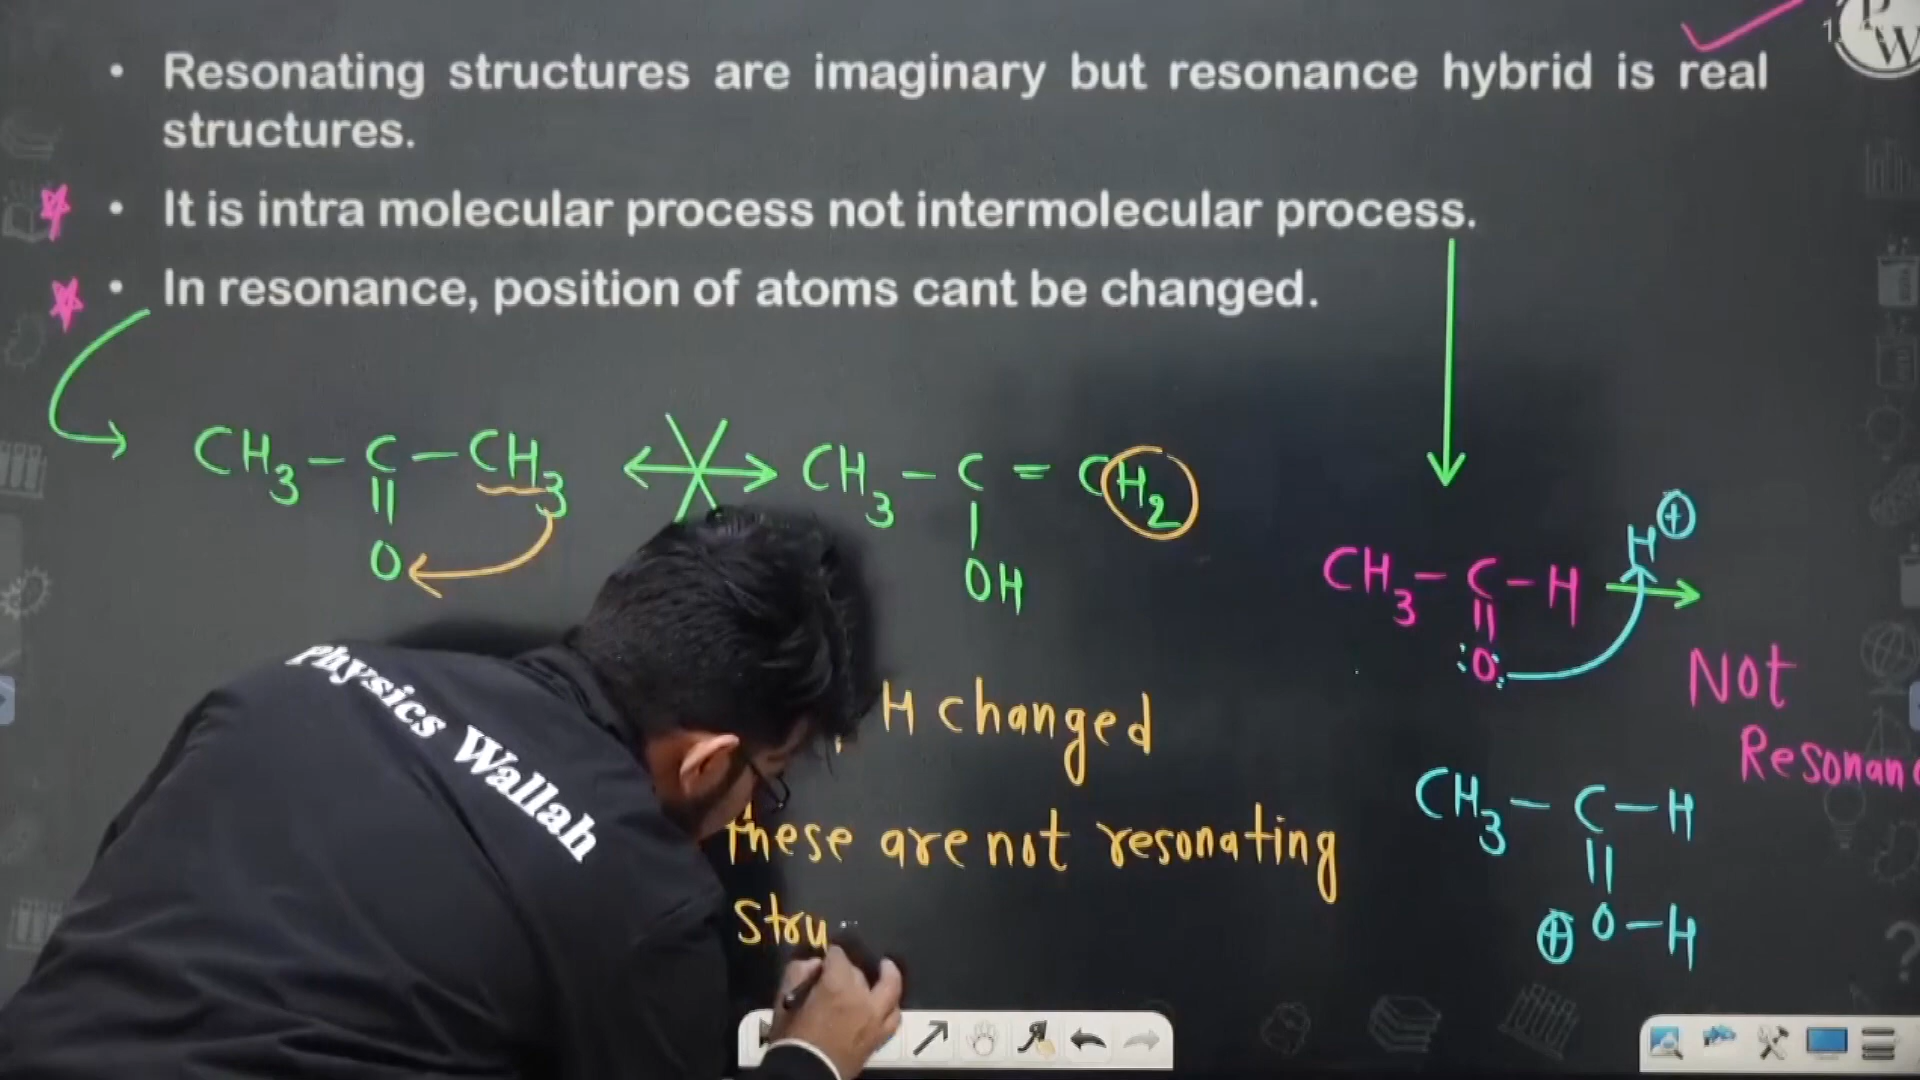 • Resonating structures are imaginary but resonance hybrid is real
structures.
• It is intra molecular process not intermolecular process.
• In resonance, position of atoms cant be changed.
CH3 – C – CH3 ↔ CH3 – C = CH2
||
O
|
OH
CH3 – C – H → H⊕
||
:O:
Not
Resonanc
H changed
These are not resonating
Stru
CH3 – C – H
||
⊕ O – H
Physics Wallah
PW